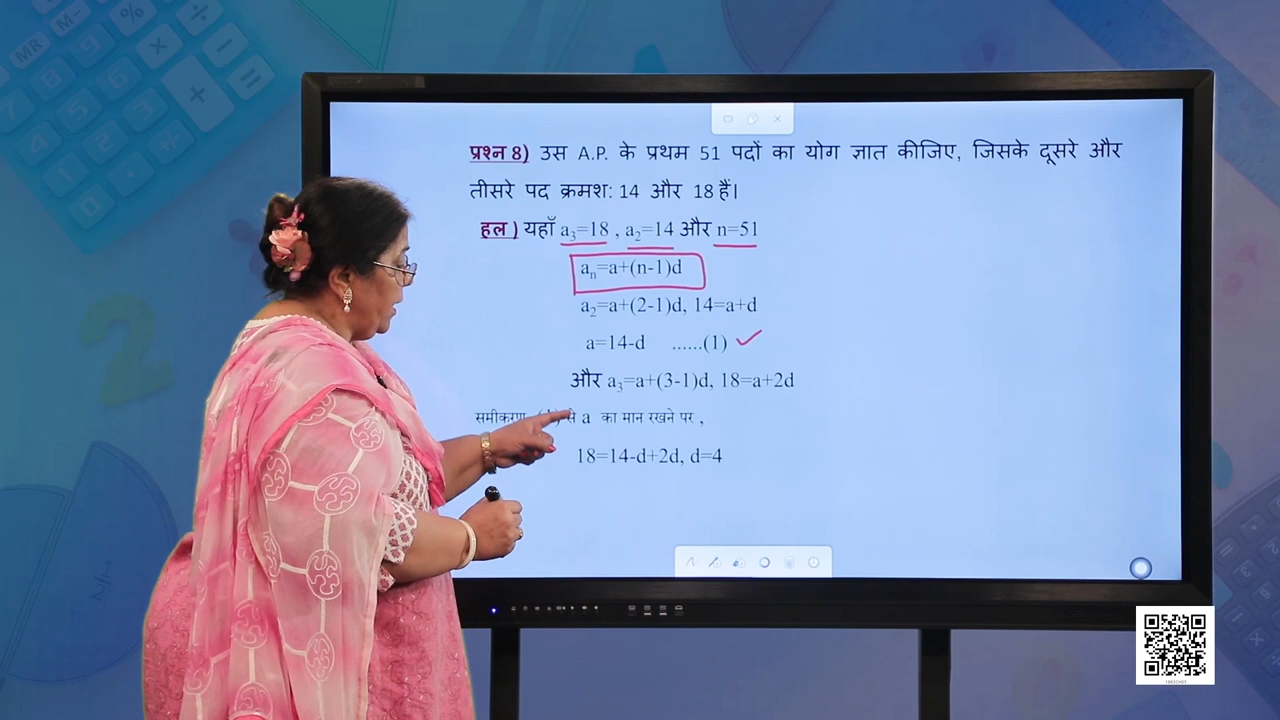 प्रश्न 8) उस A.P. के प्रथम 51 पदों का योग ज्ञात कीजिए, जिसके दूसरे और
तीसरे पद क्रमश: 14 और 18 हैं।
हल ) यहाँ a₃=18 , a₂=14 और n=51
aₙ=a+(n-1)d
a₂=a+(2-1)d, 14=a+d
a=14-d ......(1)
और a₃=a+(3-1)d, 18=a+2d
समीकरण से a का मान रखने पर ,
18=14-d+2d, d=4